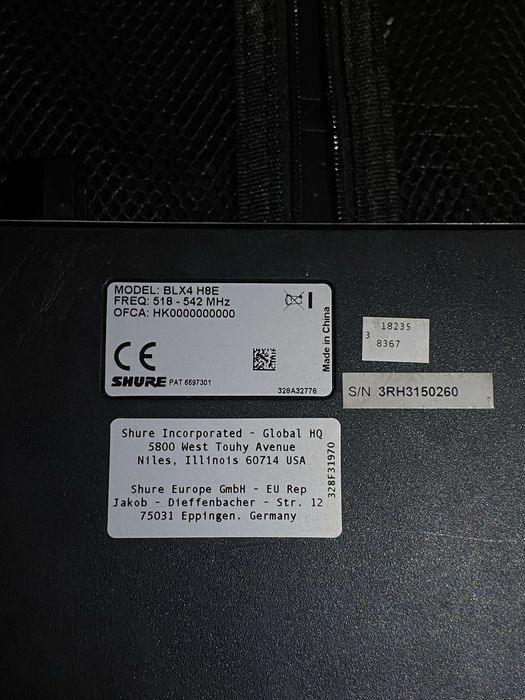 MODEL: BLX4 H8E
FREQ: 518 - 542 MHz
OFCA: HK0000000000
Made in China
CE
SHURE PAT 6597301
328A32776
18235
3
8367
S/N 3RH3150260
Shure Incorporated - Global HQ
5800 West Touhy Avenue
Niles, Illinois 60714 USA
Shure Europe GmbH - EU Rep
Jakob - Dieffenbacher - Str. 12
75031 Eppingen. Germany
328F31970